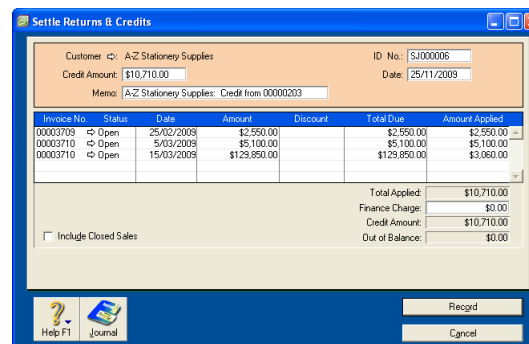 Settle Returns & Credits
Customer ⇨: A-Z Stationery Supplies
ID No.: SJ000006
Credit Amount: $10,710.00
Date: 25/11/2009
Memo: A-Z Stationery Supplies: Credit from 00000203
Invoice No. Status Date Amount Discount Total Due Amount Applied
00003709 ⇨ Open 25/02/2009 $2,550.00 $2,550.00 $2,550.00
00003710 ⇨ Open 5/03/2009 $5,100.00 $5,100.00 $5,100.00
00003710 ⇨ Open 15/03/2009 $129,850.00 $129,850.00 $3,060.00
Total Applied: $10,710.00
Finance Charge: $0.00
Credit Amount: $10,710.00
Include Closed Sales
Out of Balance: $0.00
Help F1
Journal
Record
Cancel